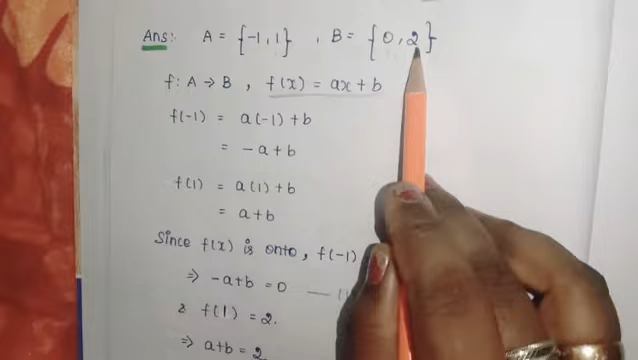 Ans:  A = {-1,1} , B = {0,2}
f: A → B , f(x) = ax+b
f(-1) = a(-1)+b
= -a+b
f(1) = a(1)+b
= a+b
Since f(x) is onto, f(-1)
⇒ -a+b = 0
& f(1) = 2.
⇒ a+b = 2